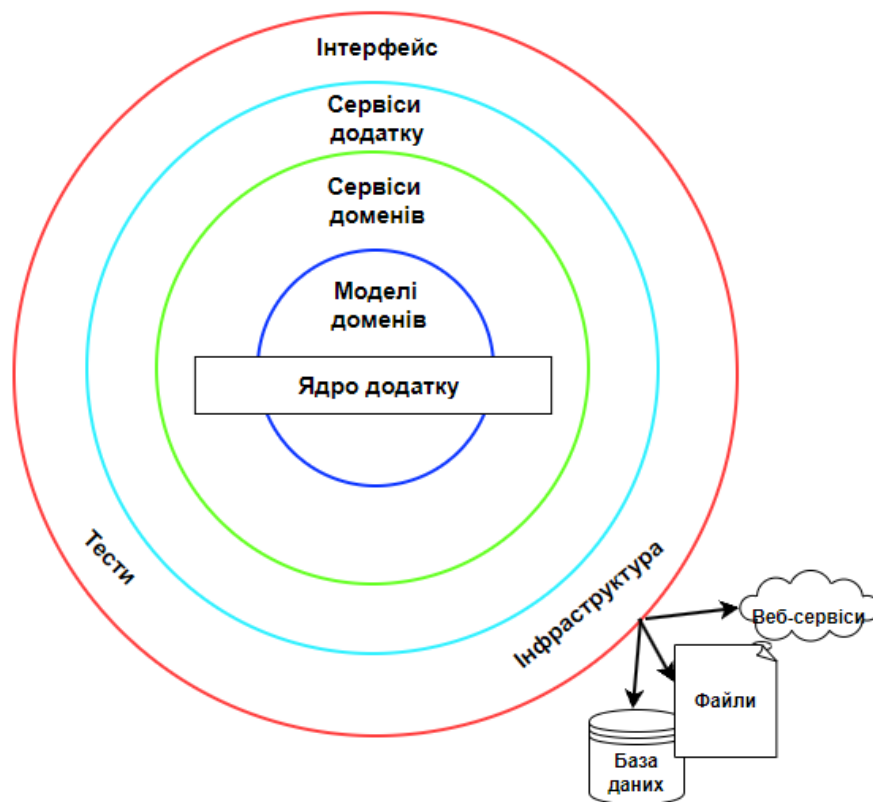 Інтерфейс
Сервіси
додатку
Сервіси
доменів
Моделі
доменів
Ядро додатку
Тести
Інфраструктура
Веб-сервіси
Файли
База
даних